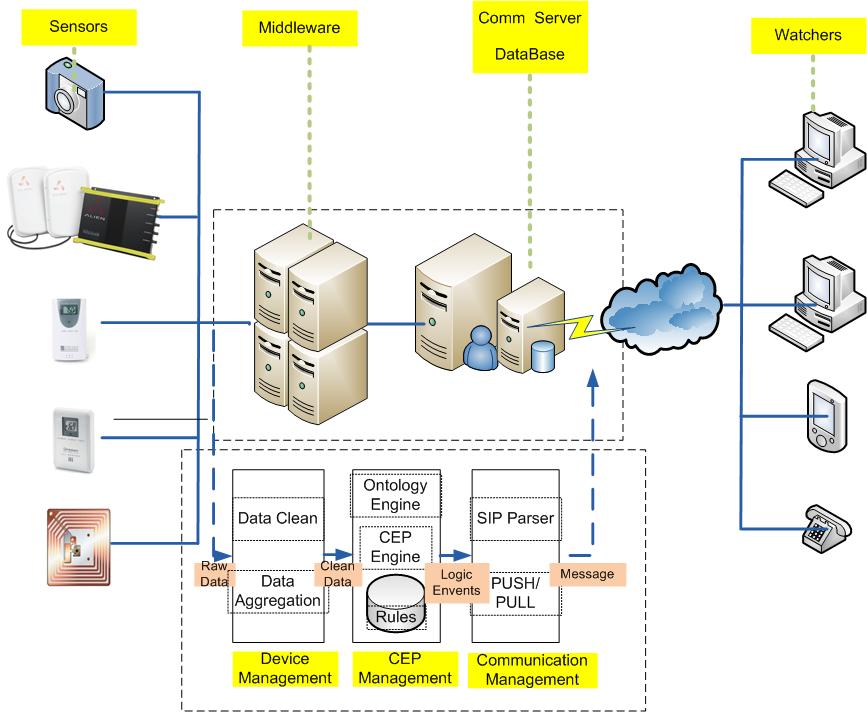 Sensors
Middleware
Comm Server
DataBase
Watchers
ALIEN
Data Clean
Data
Aggregation
Ontology
Engine
CEP
Engine
Rules
SIP Parser
PUSH/
PULL
Raw
Data
Clean
Data
Logic
Envents
Message
Device
Management
CEP
Management
Communication
Management